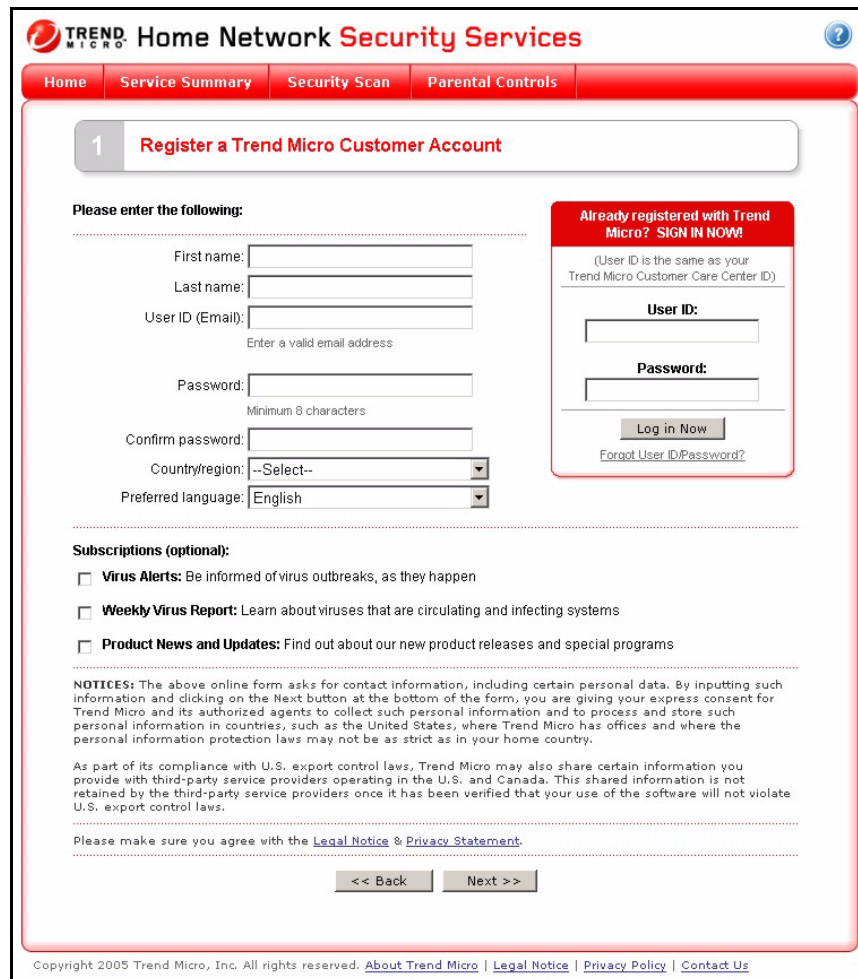 TREND MICRO Home Network Security Services ?
Home Service Summary Security Scan Parental Controls
1 Register a Trend Micro Customer Account
Please enter the following:
First name:
Last name:
User ID (Email):
Enter a valid email address
Password:
Minimum 8 characters
Confirm password:
Country/region: --Select--
Preferred language: English
Already registered with Trend
Micro? SIGN IN NOW!
(User ID is the same as your
Trend Micro Customer Care Center ID)
User ID:
Password:
Log in Now
Forgot User ID/Password?
Subscriptions (optional):
Virus Alerts: Be informed of virus outbreaks, as they happen
Weekly Virus Report: Learn about viruses that are circulating and infecting systems
Product News and Updates: Find out about our new product releases and special programs
NOTICES: The above online form asks for contact information, including certain personal data. By inputting such
information and clicking on the Next button at the bottom of the form, you are giving your express consent for
Trend Micro and its authorized agents to collect such personal information and to process and store such
personal information in countries, such as the United States, where Trend Micro has offices and where the
personal information protection laws may not be as strict as in your home country.
As part of its compliance with U.S. export control laws, Trend Micro may also share certain information you
provide with third-party service providers operating in the U.S. and Canada. This shared information is not
retained by the third-party service providers once it has been verified that your use of the software will not violate
U.S. export control laws.
Please make sure you agree with the Legal Notice & Privacy Statement.
<< Back Next >>
Copyright 2005 Trend Micro, Inc. All rights reserved. About Trend Micro | Legal Notice | Privacy Policy | Contact Us